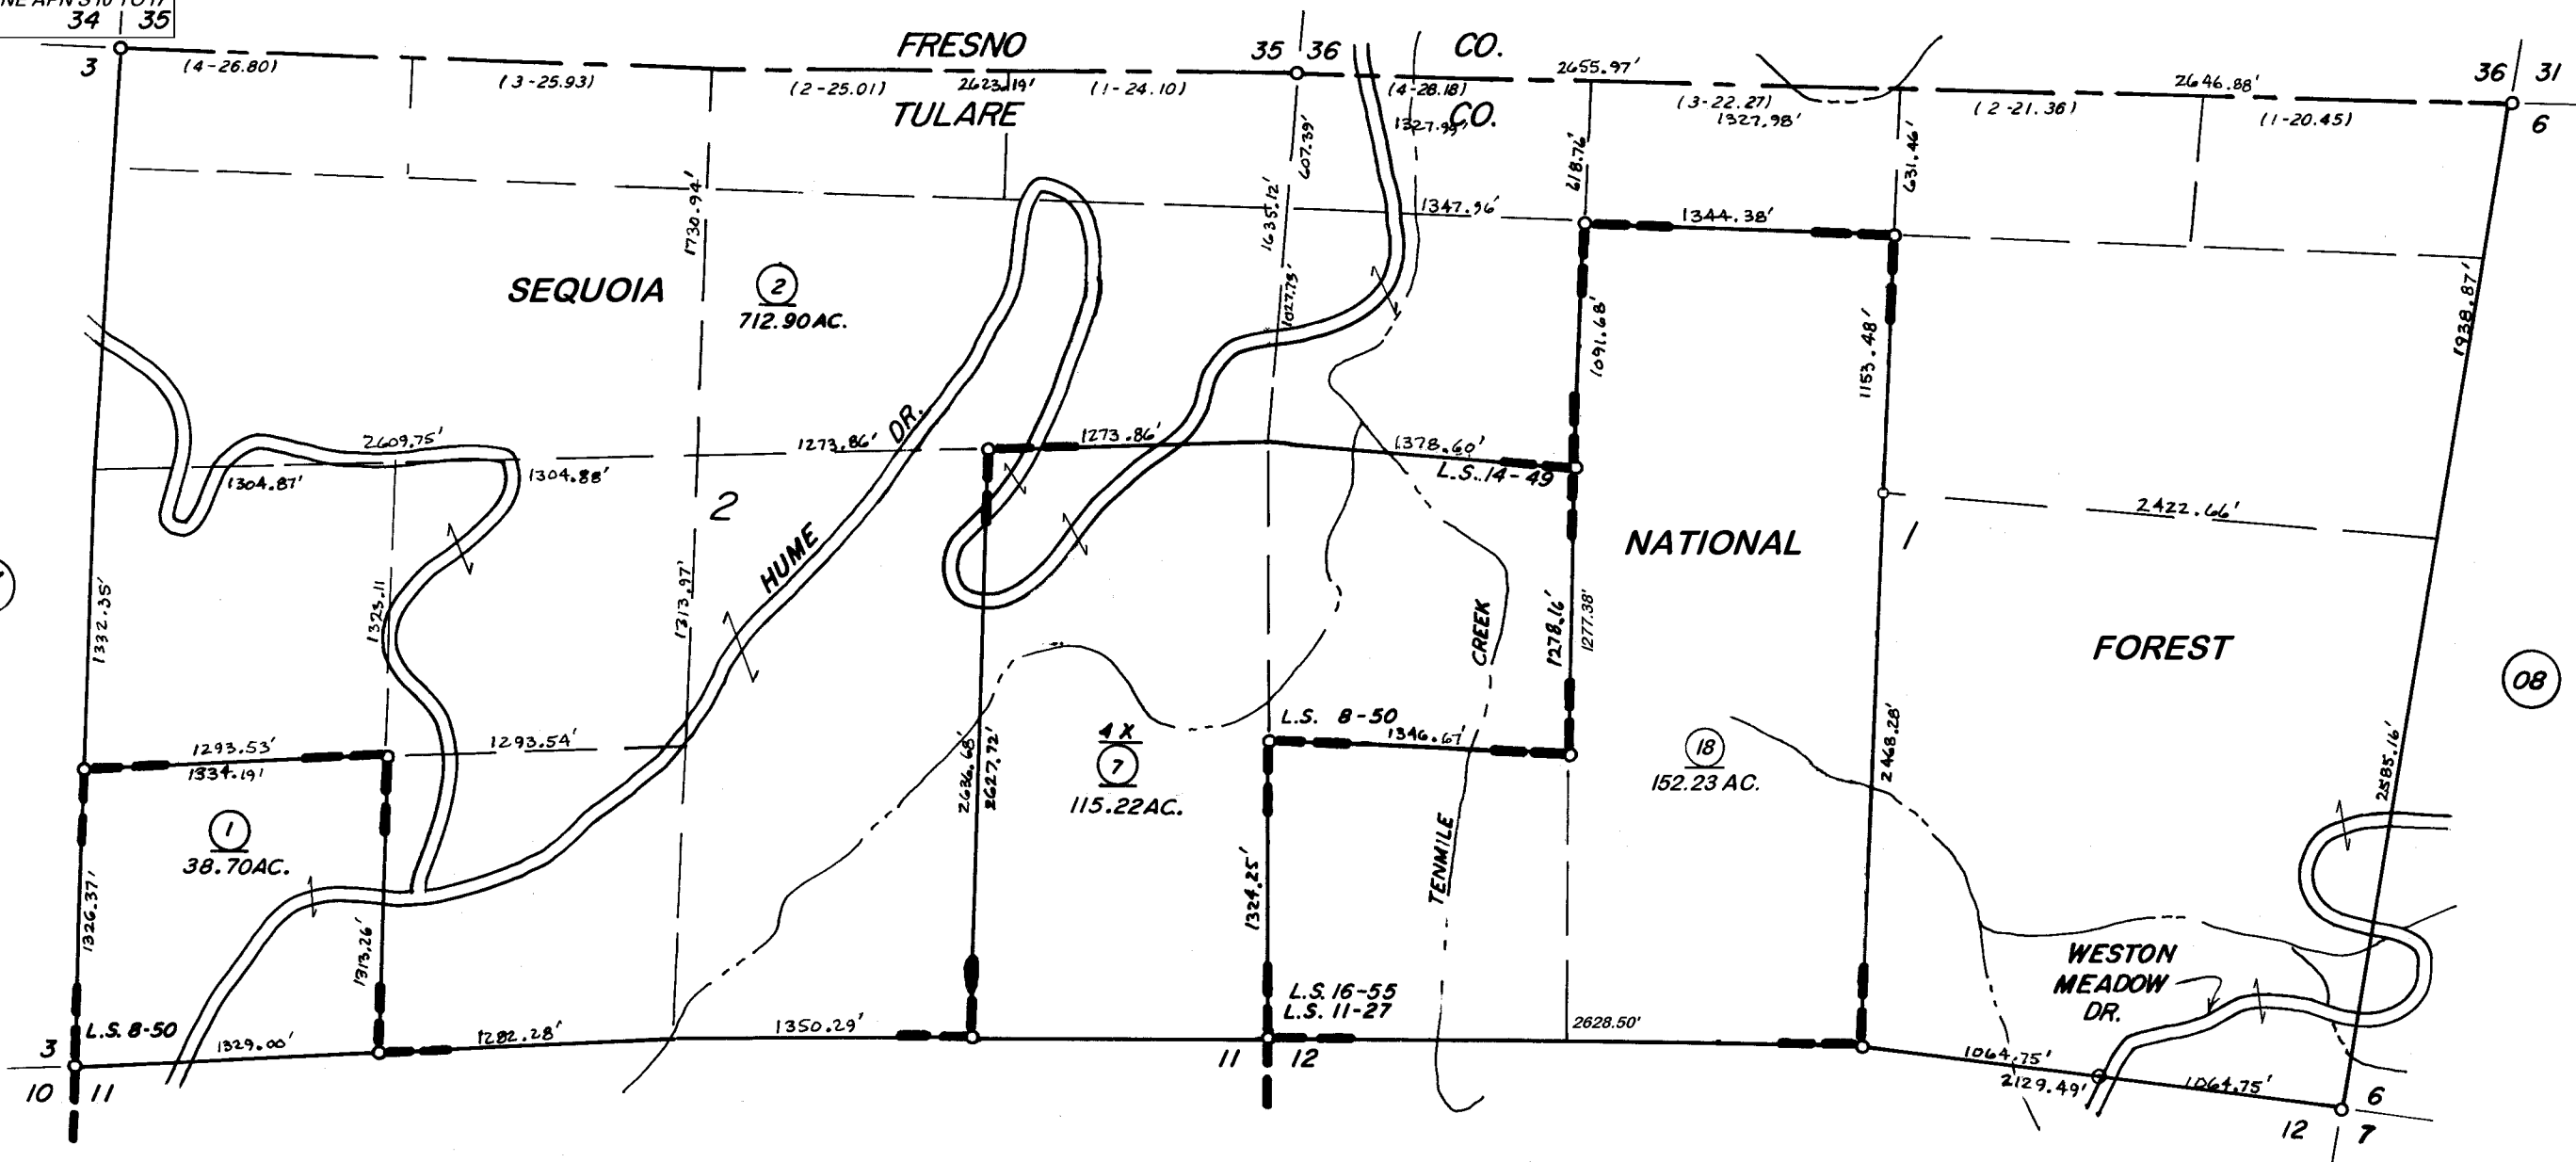 34 35
3
(4-26.80)
(3-25.93)
(2-25.01)
FRESNO
2623.19'
TULARE
(1-24.10)
35 36
CO.
(4-28.18)
CO.
2655.97'
(3-22.27)
1327.98'
(2-21.36)
2646.88'
(1-20.45)
36 31
6
607.39'
618.76'
631.46'
1730.94'
1635.12'
1347.96'
1344.38'
SEQUOIA
2
712.90AC.
1027.73'
1091.68'
1153.48'
1938.87'
2609.75'
1304.87'
1304.88'
1273.86'
DR.
1273.86'
1378.60'
L.S. 14-49
2
HUME
NATIONAL
1
2422.66'
1332.35'
1323.11
1313.97'
CREEK
1278.16'
1277.38'
FOREST
08
1293.53'
1334.19'
1293.54'
2636.68'
2627.72'
4 X
7
115.22AC.
L.S. 8-50
1346.67'
18
152.23 AC.
2468.28'
2585.16'
1
38.70AC.
1326.37'
1313.26'
1324.25'
TENMILE
WESTON
MEADOW
DR.
L.S. 16-55
L.S. 11-27
3
L.S. 8-50
1329.00'
1282.28'
1350.29'
2628.50'
11 12
1064.75'
2129.49'
1064.75'
10 11
6
12 7